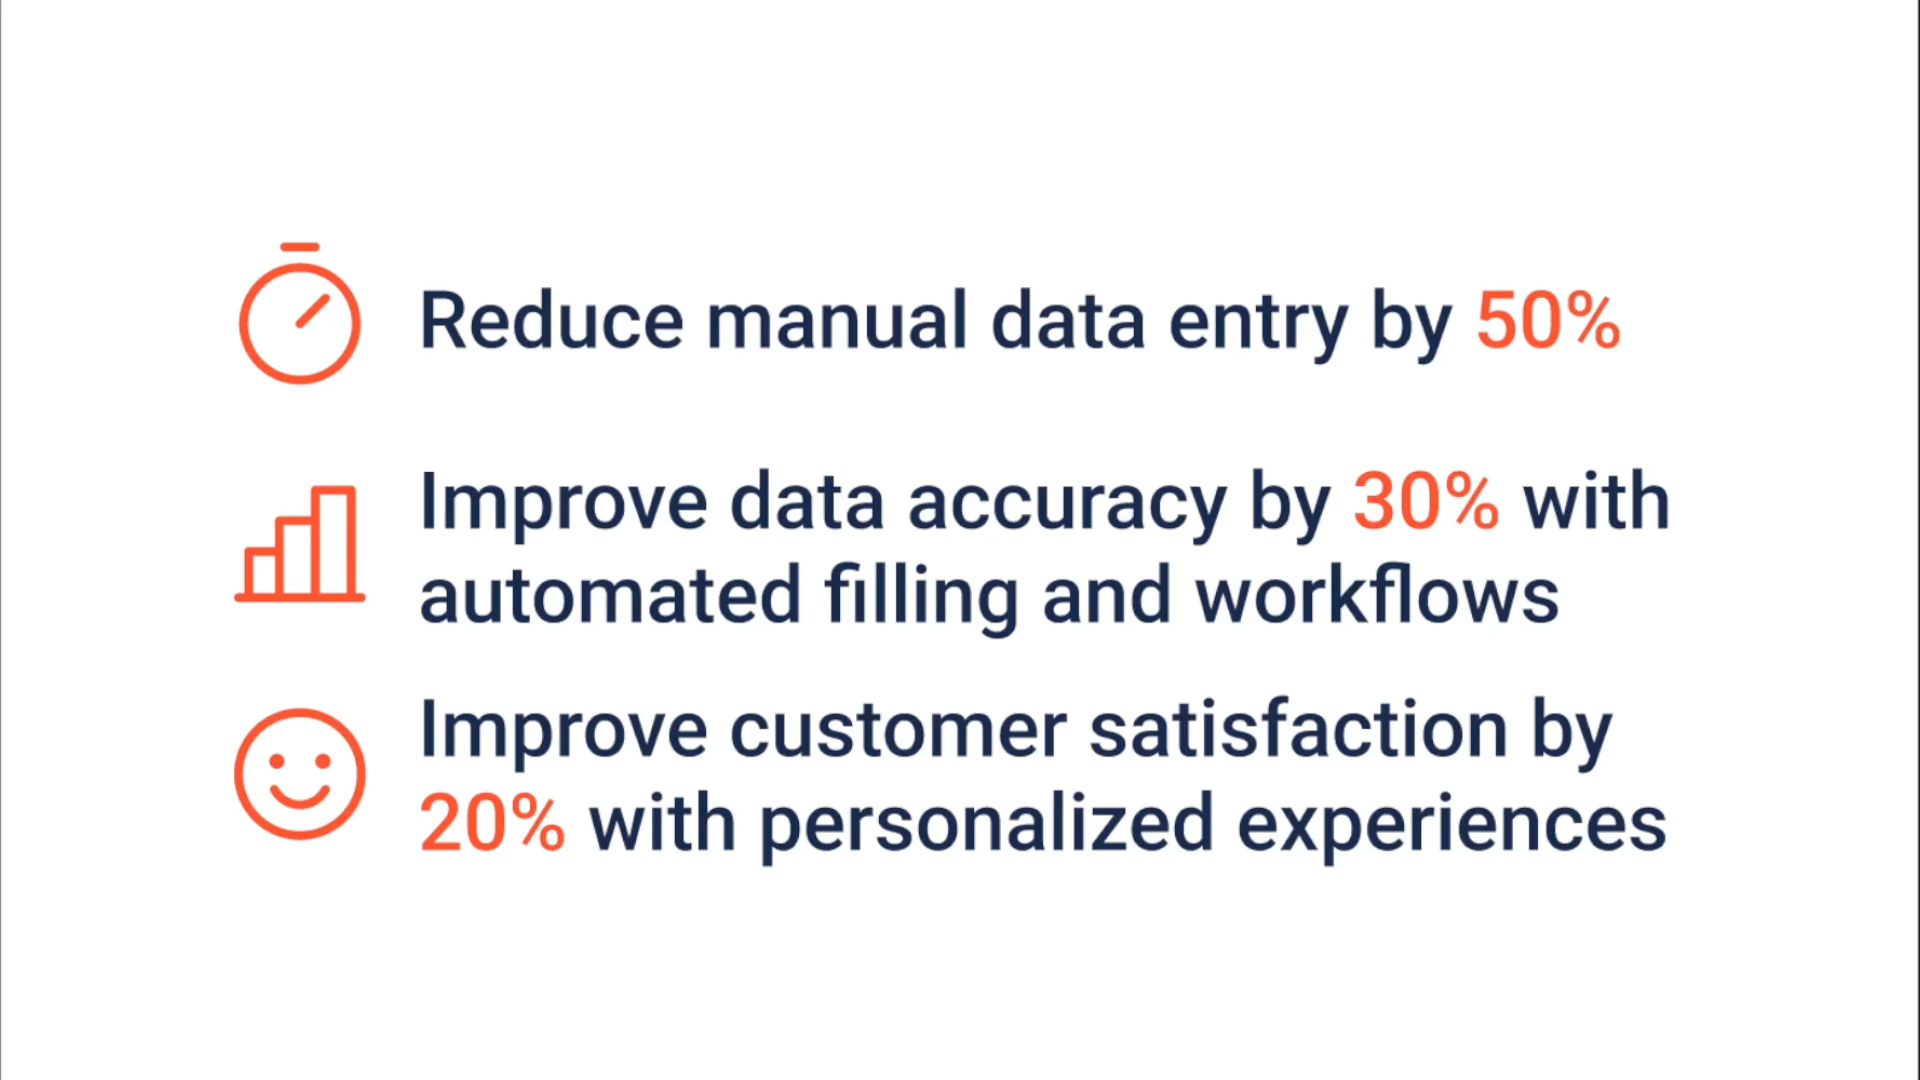 Reduce manual data entry by 50%
Improve data accuracy by 30% with
automated filling and workflows
Improve customer satisfaction by
20% with personalized experiences